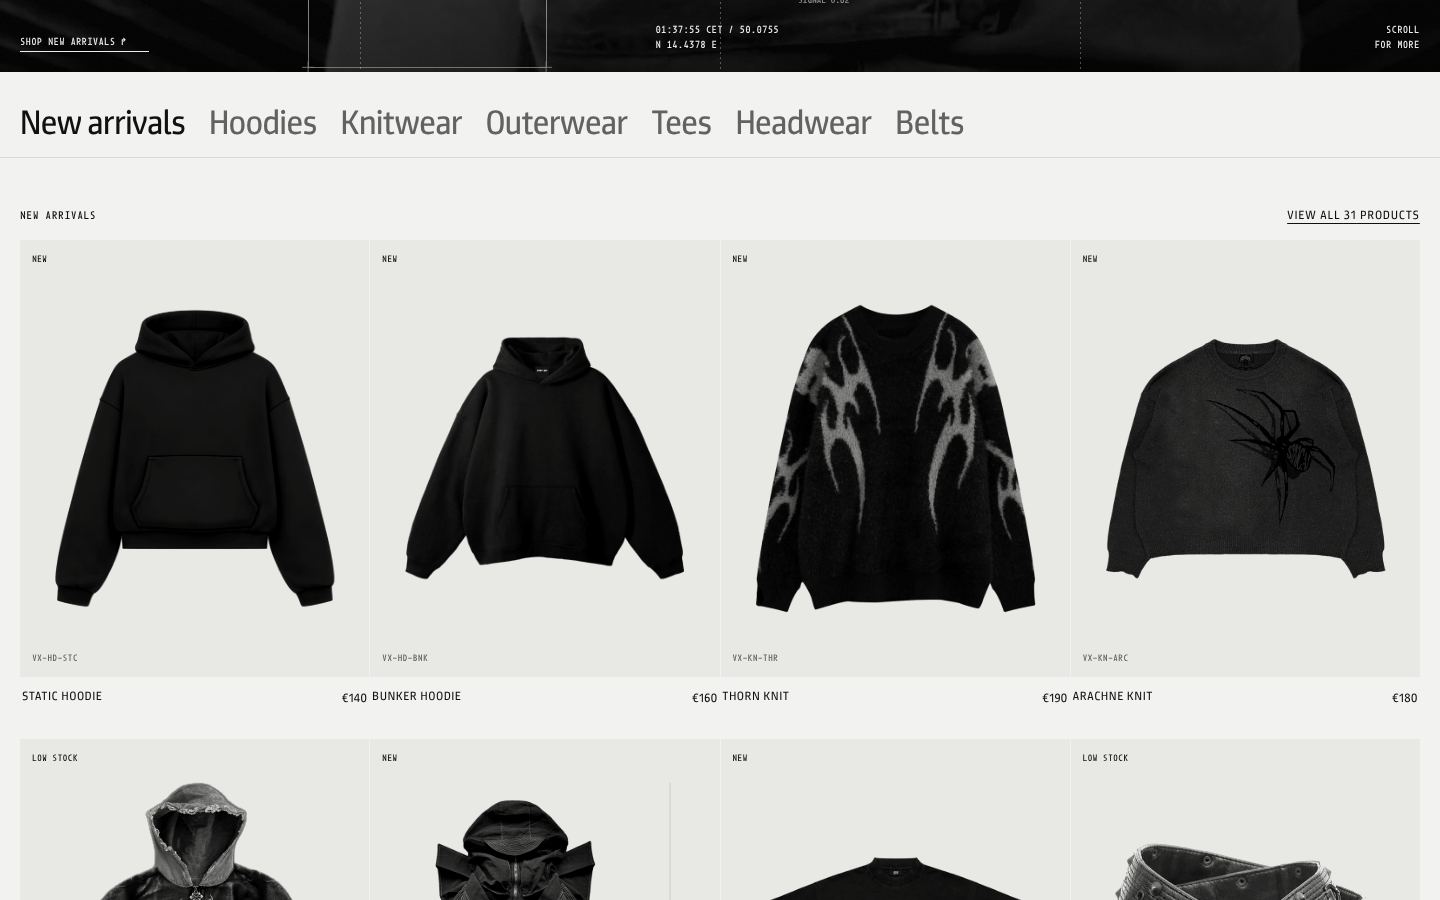 SIGNAL 0.02
SHOP NEW ARRIVALS
01:37:55 CET / 50.0755
N 14.4378 E
SCROLL
FOR MORE
New arrivals Hoodies Knitwear Outerwear Tees Headwear Belts
NEW ARRIVALS
VIEW ALL 31 PRODUCTS
NEW
NEW
NEW
NEW
VX-HD-STC
VX-HD-BNK
VX-KN-THR
VX-KN-ARC
STATIC HOODIE €140
BUNKER HOODIE €160
THORN KNIT €190
ARACHNE KNIT €180
LOW STOCK
NEW
NEW
LOW STOCK